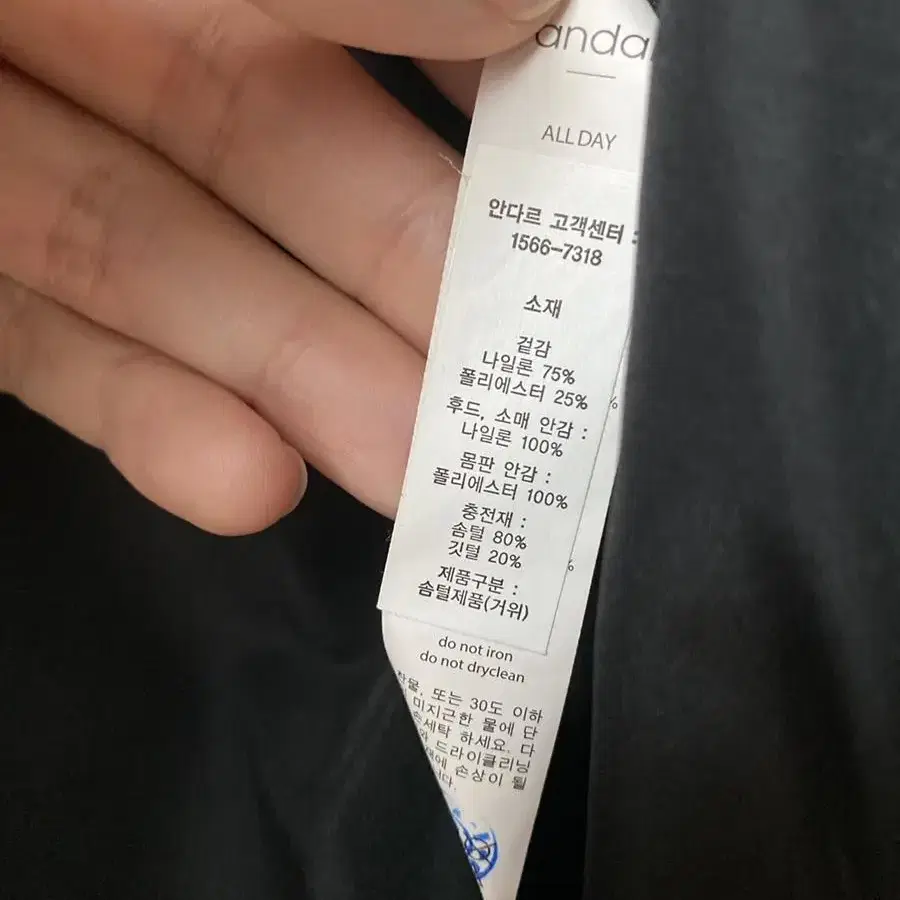 anda
ALLDAY
안다르 고객센터 :
1566-7318
소재
겉감
나일론 75%
폴리에스터 25%
%
후드, 소매 안감 :
나일론 100%
몸판 안감 :
폴리에스터 100%
충전재 :
솜털 80%
깃털 20%
%
제품구분 :
솜털제품(거위)
do not iron
do not dryclean
또는 30도 이하
미지근한 물에 단
하세요. 다
드라이클리닝
손상이 될